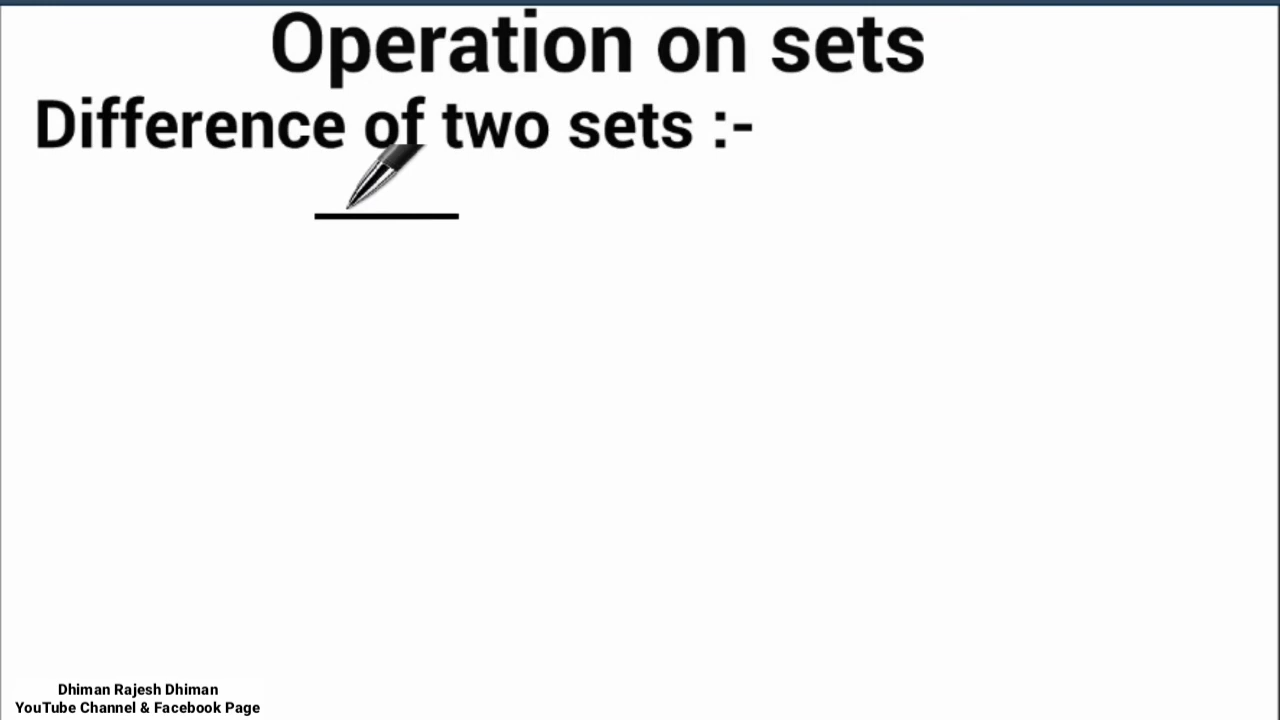 Operation on sets
Difference of two sets :-
Dhiman Rajesh Dhiman
YouTube Channel & Facebook Page